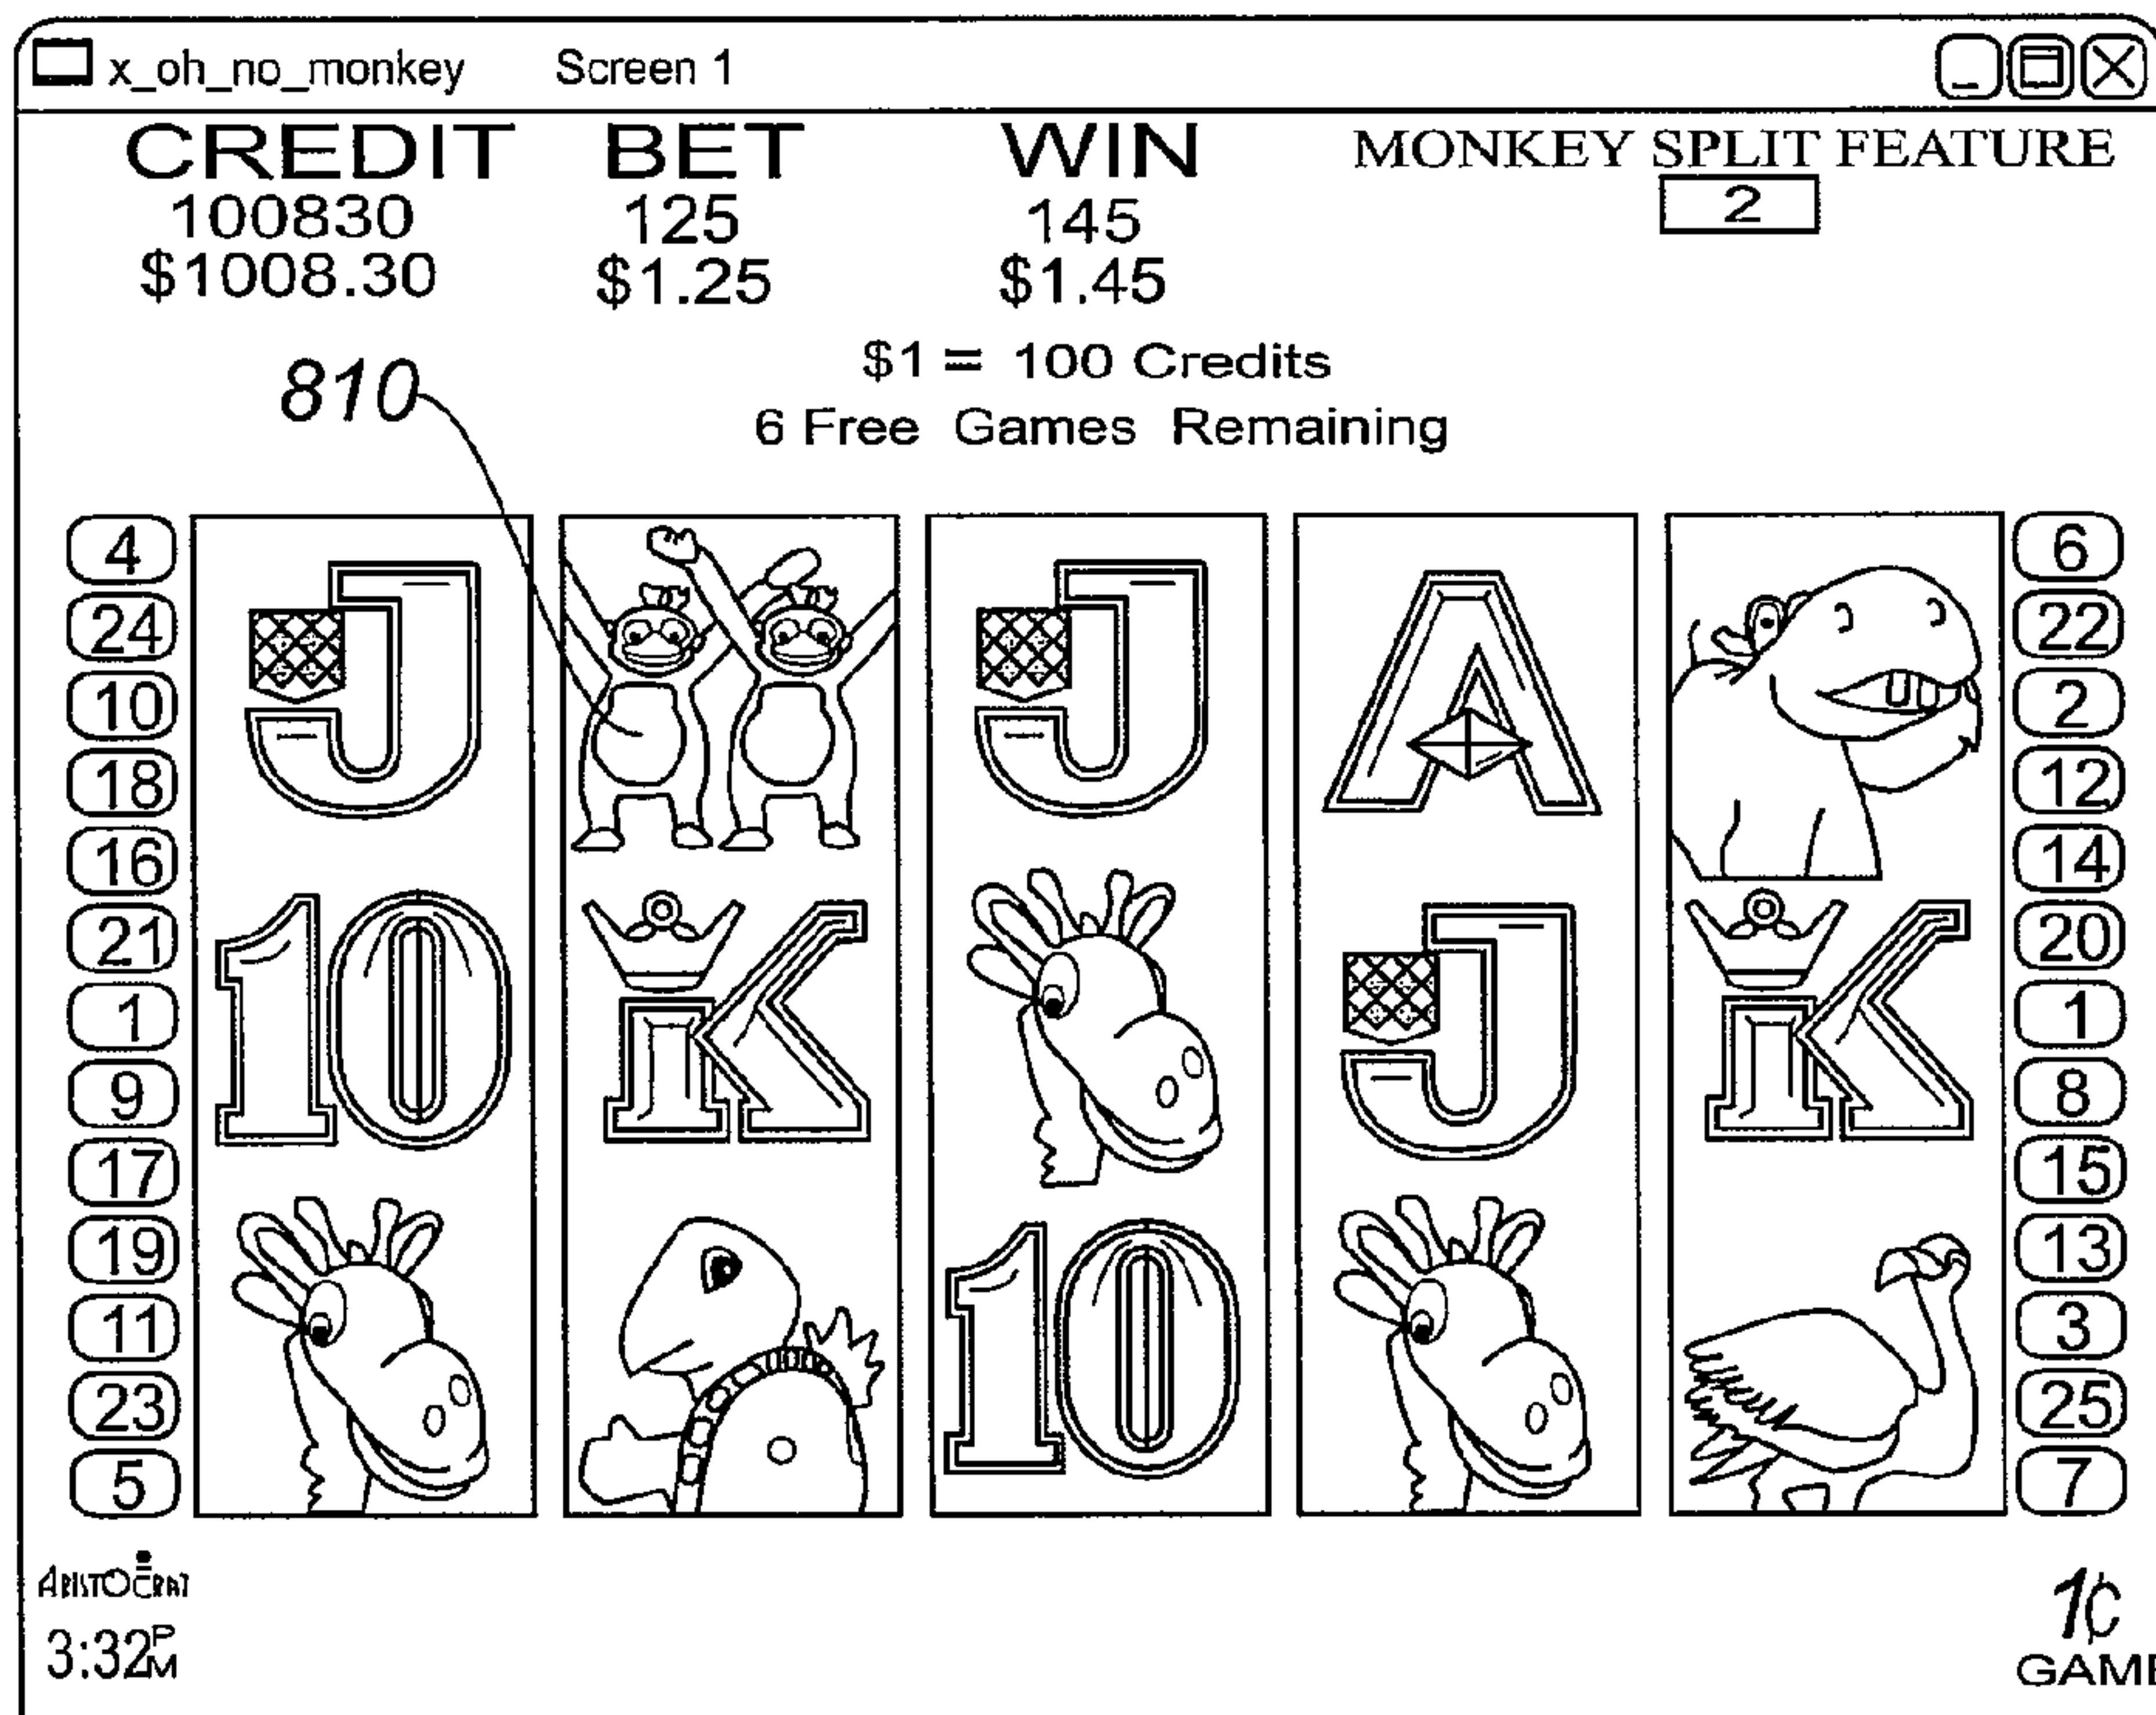 x_oh_no_monkey Screen 1
CREDIT BET WIN MONKEY SPLIT FEATURE
100830 125 145 2
$1008.30 $1.25 $1.45
$1 = 100 Credits
810
6 Free Games Remaining
4 6
24 22
10 2
18 12
16 14
21 20
1 1
9 8
17 15
19 13
11 3
23 25
5 7
J J A
10 K J K
10
ARISTOCRAT
3:32PM
1¢
GAME